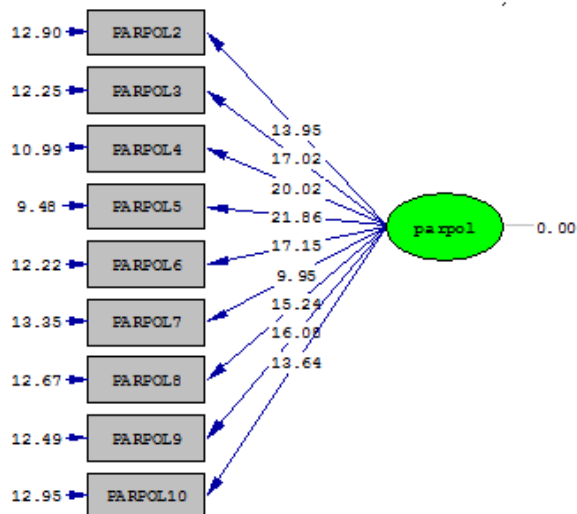 12.90 PARPOL2
12.25 PARPOL3
10.99 PARPOL4
9.48 PARPOL5
12.22 PARPOL6
13.35 PARPOL7
12.67 PARPOL8
12.49 PARPOL9
12.95 PARPOL10
13.95
17.02
20.02
21.86
17.15
9.95
15.24
16.08
13.64
parpol
0.00